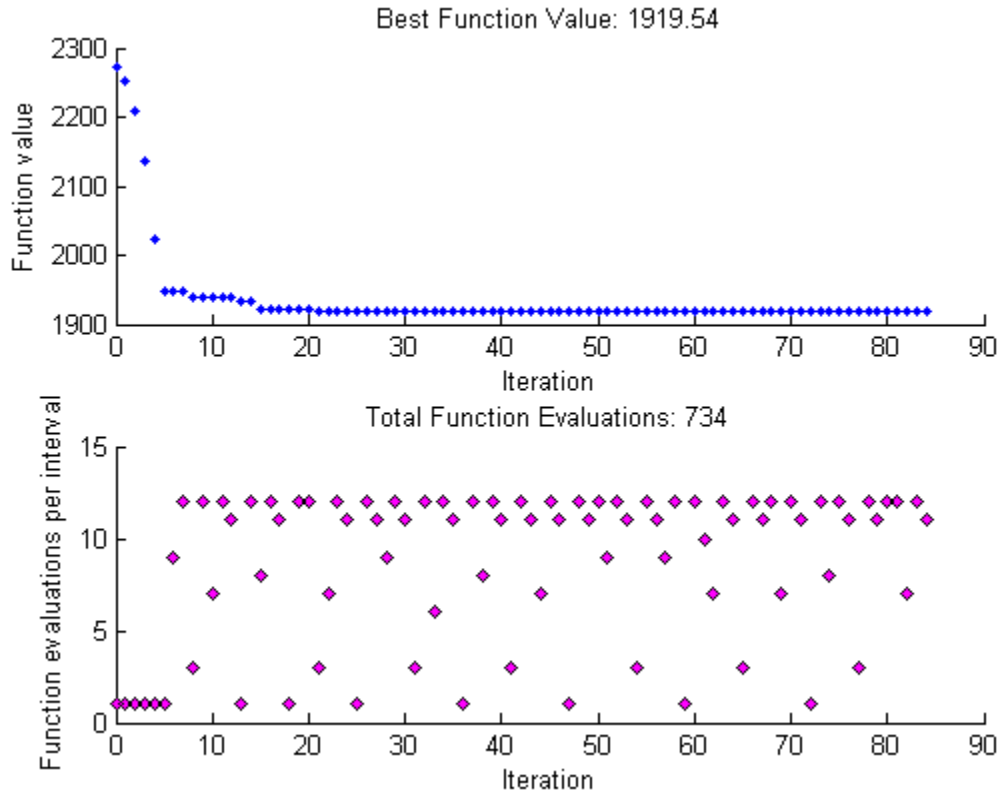 Best Function Value: 1919.54
2300
2200
2100
2000
1900
Function value
0 10 20 30 40 50 60 70 80 90
Iteration
Total Function Evaluations: 734
15
10
5
0
Function evaluations per interval
0 10 20 30 40 50 60 70 80 90
Iteration